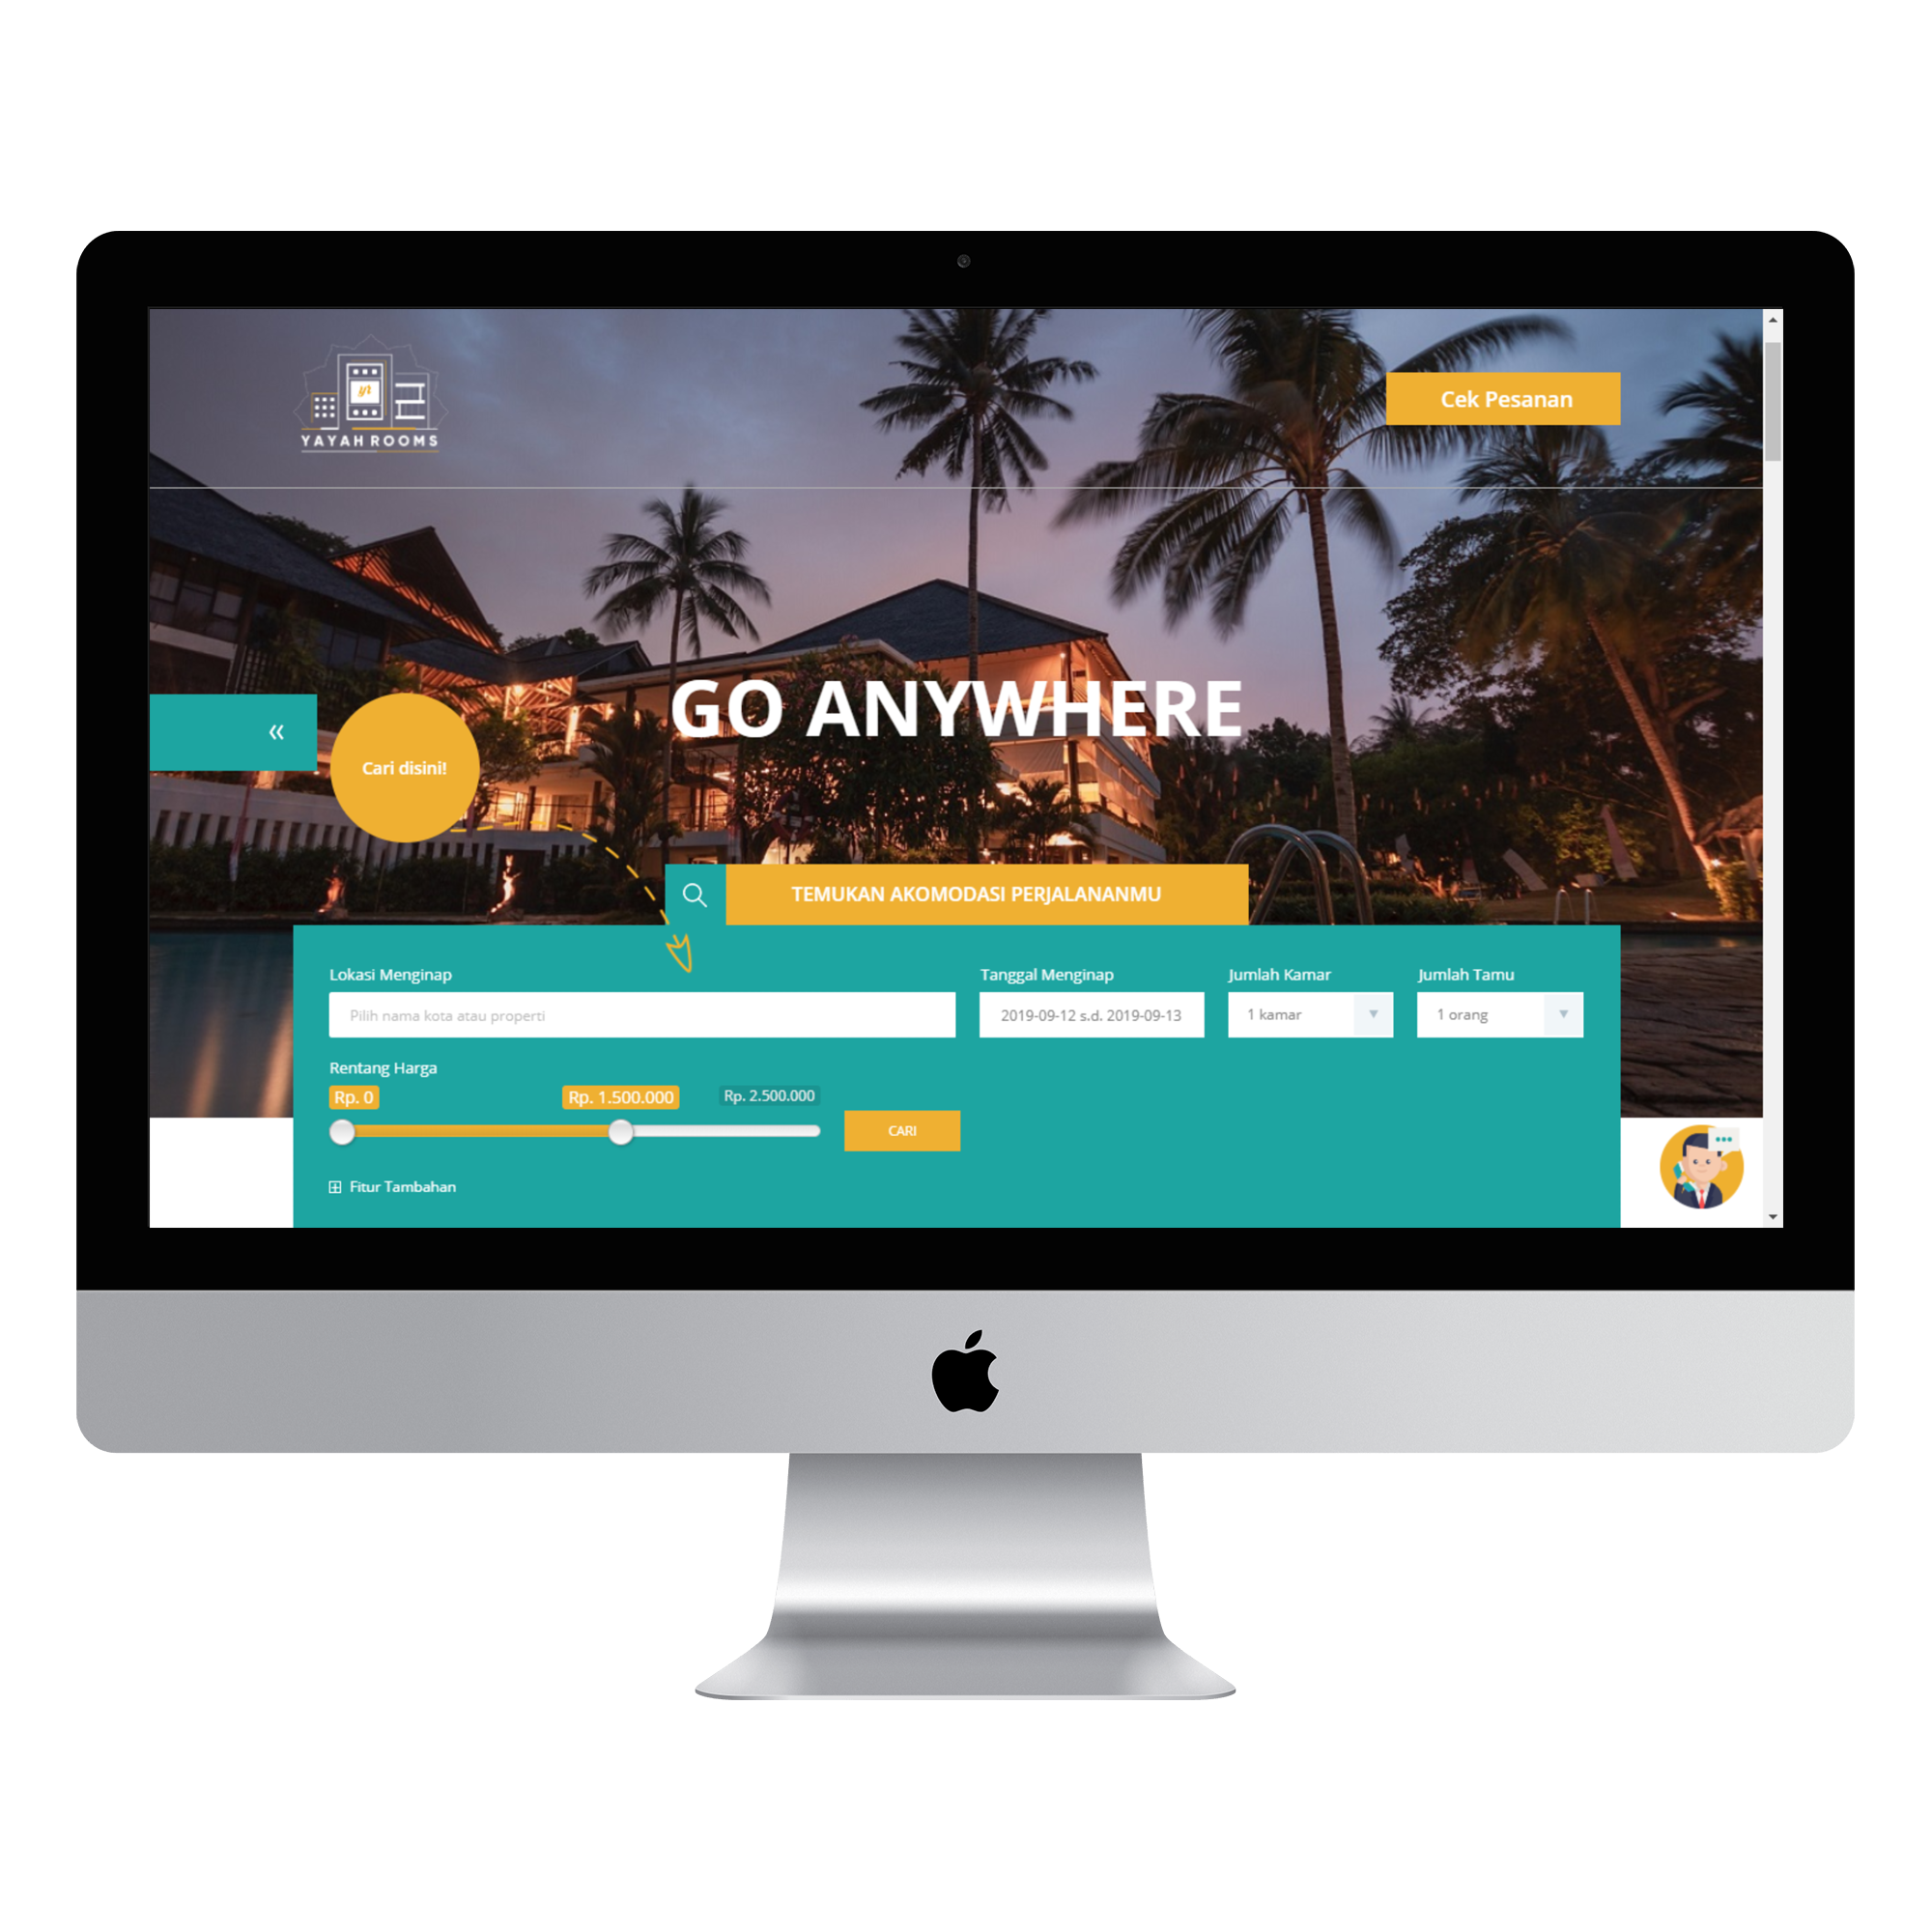 yr
YAYAH ROOMS
Cek Pesanan
GO ANYWHERE
«
Cari disini!
TEMUKAN AKOMODASI PERJALANANMU
Lokasi Menginap
Tanggal Menginap
Jumlah Kamar
Jumlah Tamu
Pilih nama kota atau properti
2019-09-12 s.d. 2019-09-13
1 kamar
1 orang
Rentang Harga
Rp. 0
Rp. 1.500.000
Rp. 2.500.000
CARI
Fitur Tambahan